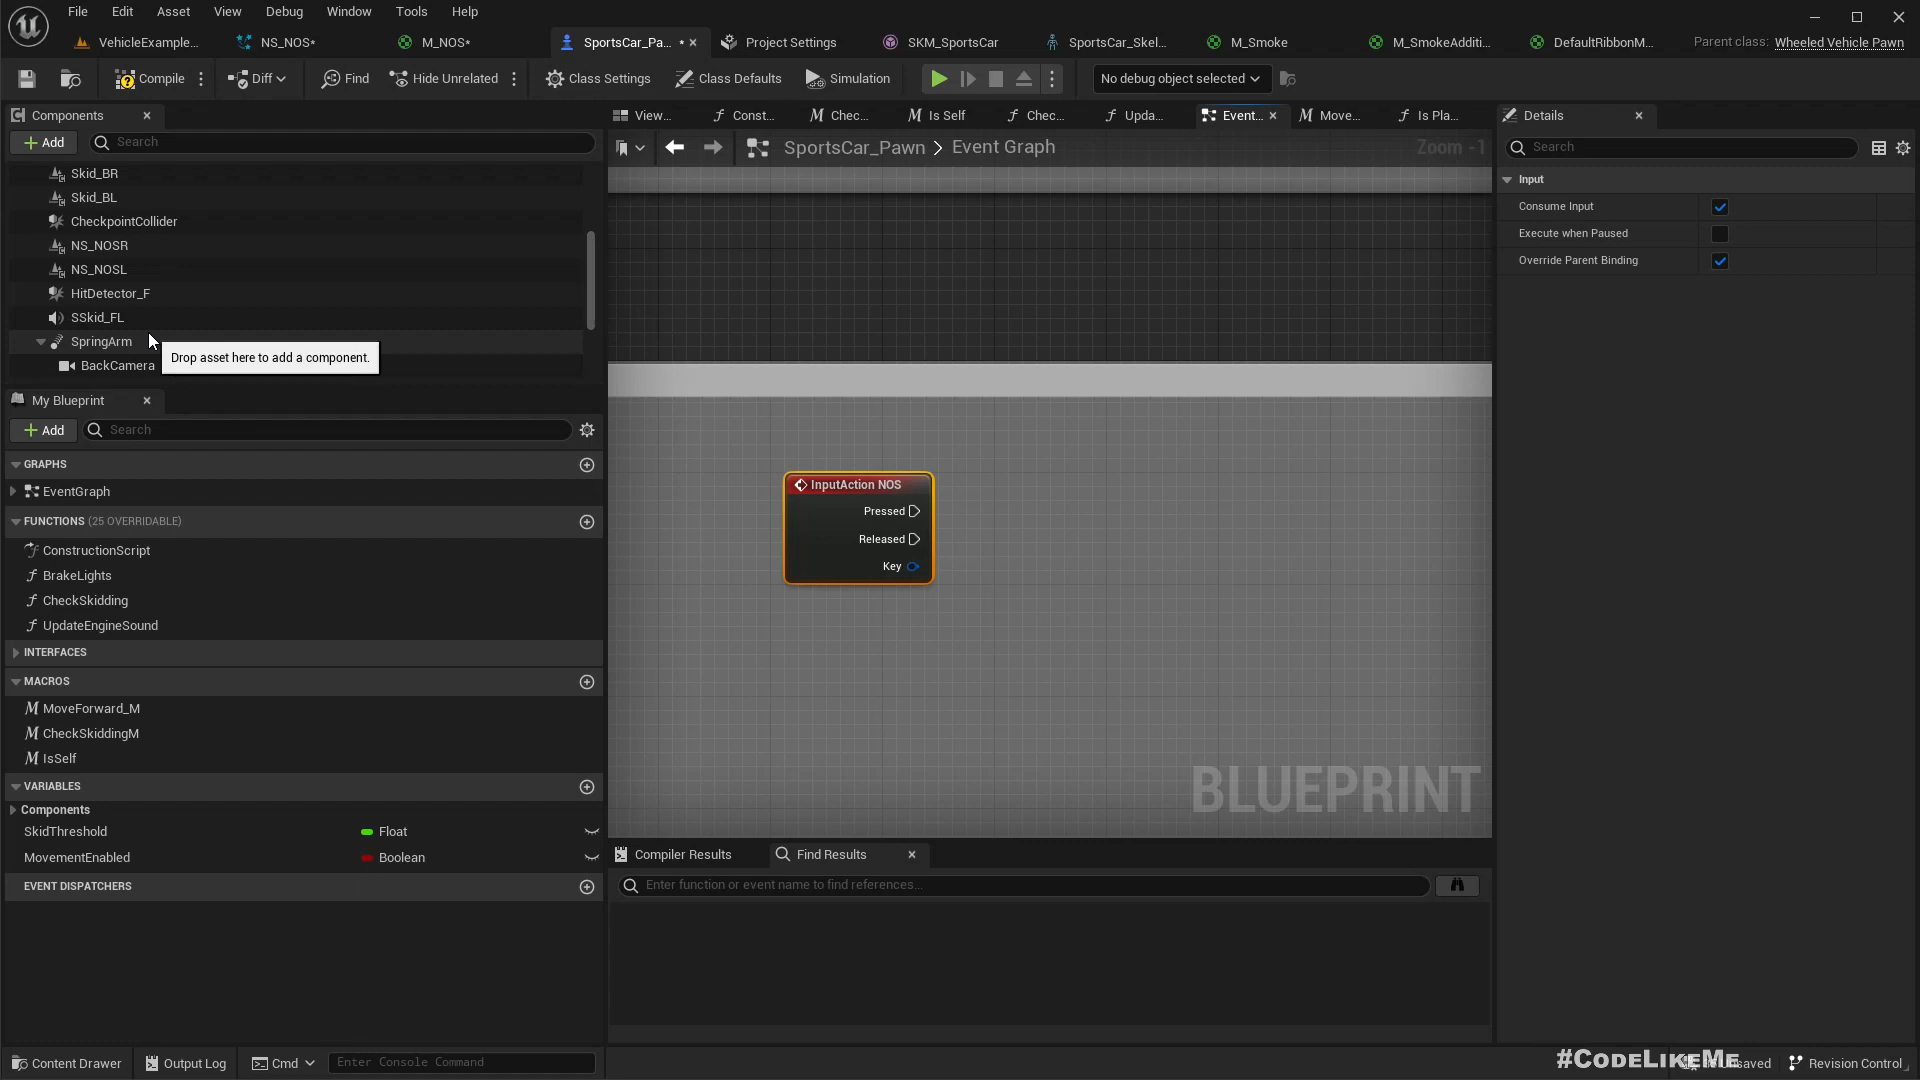 File Edit Asset View Debug Window Tools Help
VehicleExample... NS_NOS* M_NOS* SportsCar_Pa... * Project Settings SKM_SportsCar SportsCar_Skel... M_Smoke M_SmokeAdditi... DefaultRibbonM... Parent class: Wheeled Vehicle Pawn
Compile Diff Find Hide Unrelated Class Settings Class Defaults Simulation No debug object selected
Components
Add Search
Skid_BR
Skid_BL
CheckpointCollider
NS_NOSR
NS_NOSL
HitDetector_F
SSkid_FL
SpringArm
Drop asset here to add a component.
BackCamera
My Blueprint
Add Search
GRAPHS
EventGraph
FUNCTIONS (25 OVERRIDABLE)
ConstructionScript
BrakeLights
CheckSkidding
UpdateEngineSound
INTERFACES
MACROS
MoveForward_M
CheckSkiddingM
IsSelf
VARIABLES
Components
SkidThreshold Float
MovementEnabled Boolean
EVENT DISPATCHERS
View... Const... Chec... Is Self Chec... Upda... Event... Move... Is Pla...
SportsCar_Pawn > Event Graph Zoom -1
InputAction NOS
Pressed
Released
Key
BLUEPRINT
Compiler Results Find Results
Enter function or event name to find references...
Details
Search
Input
Consume Input
Execute when Paused
Override Parent Binding
Content Drawer Output Log Cmd Enter Console Command #CodeLikeMe Unsaved Revision Control